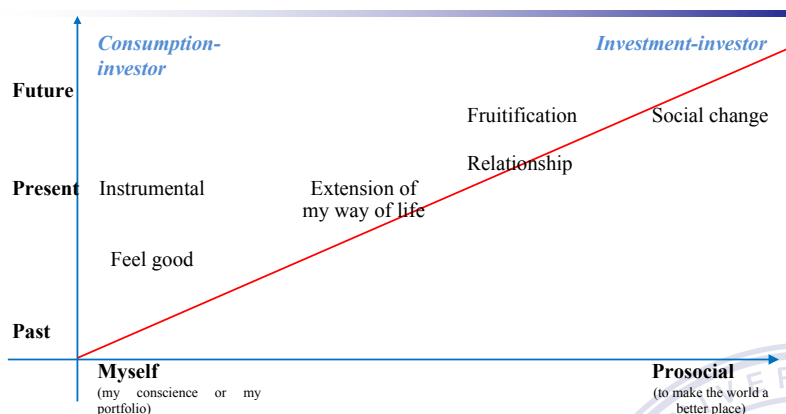 Consumption-
investor
Investment-investor
Future
Fruitification
Social change
Relationship
Present
Instrumental
Extension of
my way of life
Feel good
Past
Myself
(my conscience or my
portfolio)
Prosocial
(to make the world a
better place)